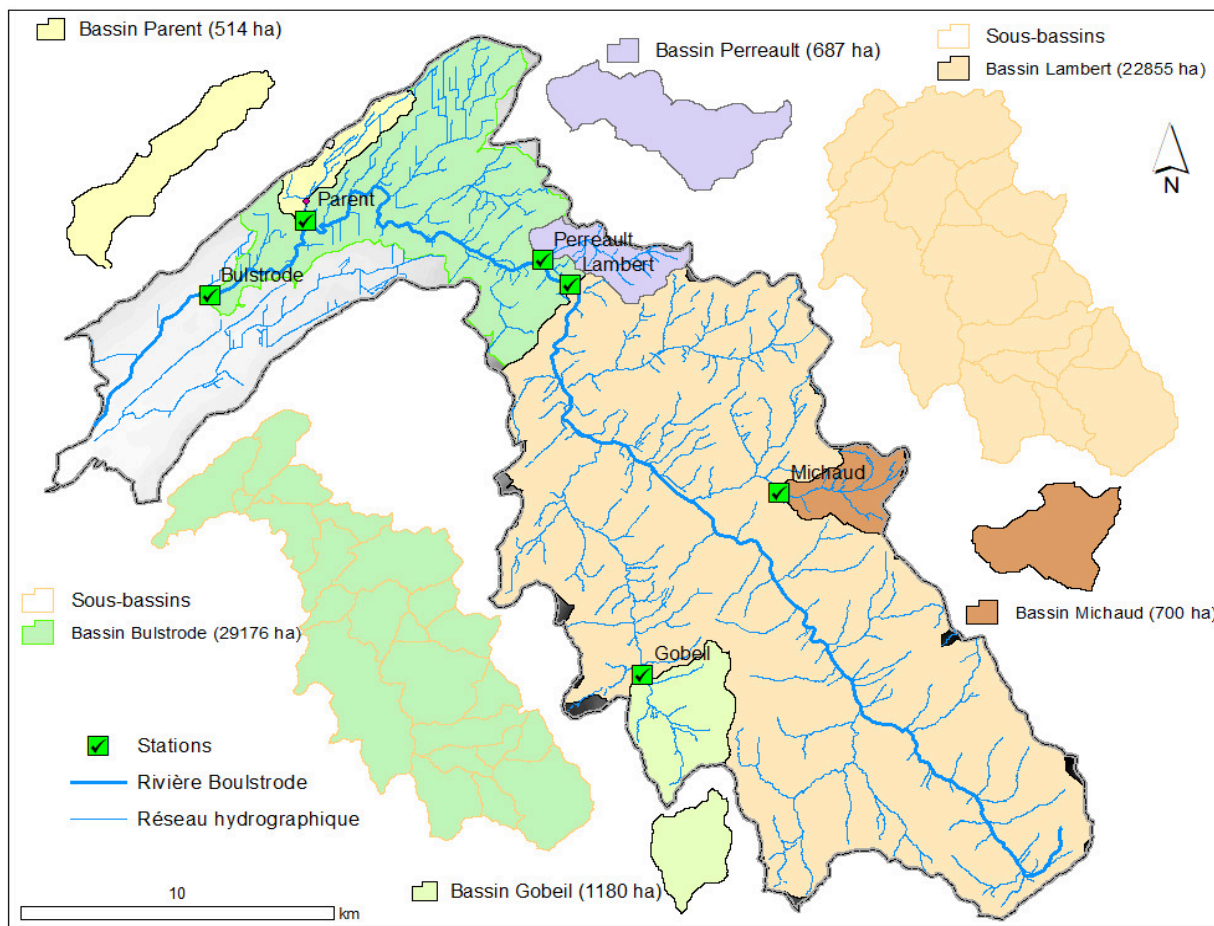 Bassin Parent (514 ha)
Bassin Perreault (687 ha)
Sous-bassins
Bassin Lambert (22855 ha)
N
Parent
Perreault
Lambert
Bulstrode
Michaud
Sous-bassins
Bassin Bulstrode (29176 ha)
Bassin Michaud (700 ha)
Gobeil
Stations
Rivière Boulstrode
Réseau hydrographique
Bassin Gobeil (1180 ha)
10
km